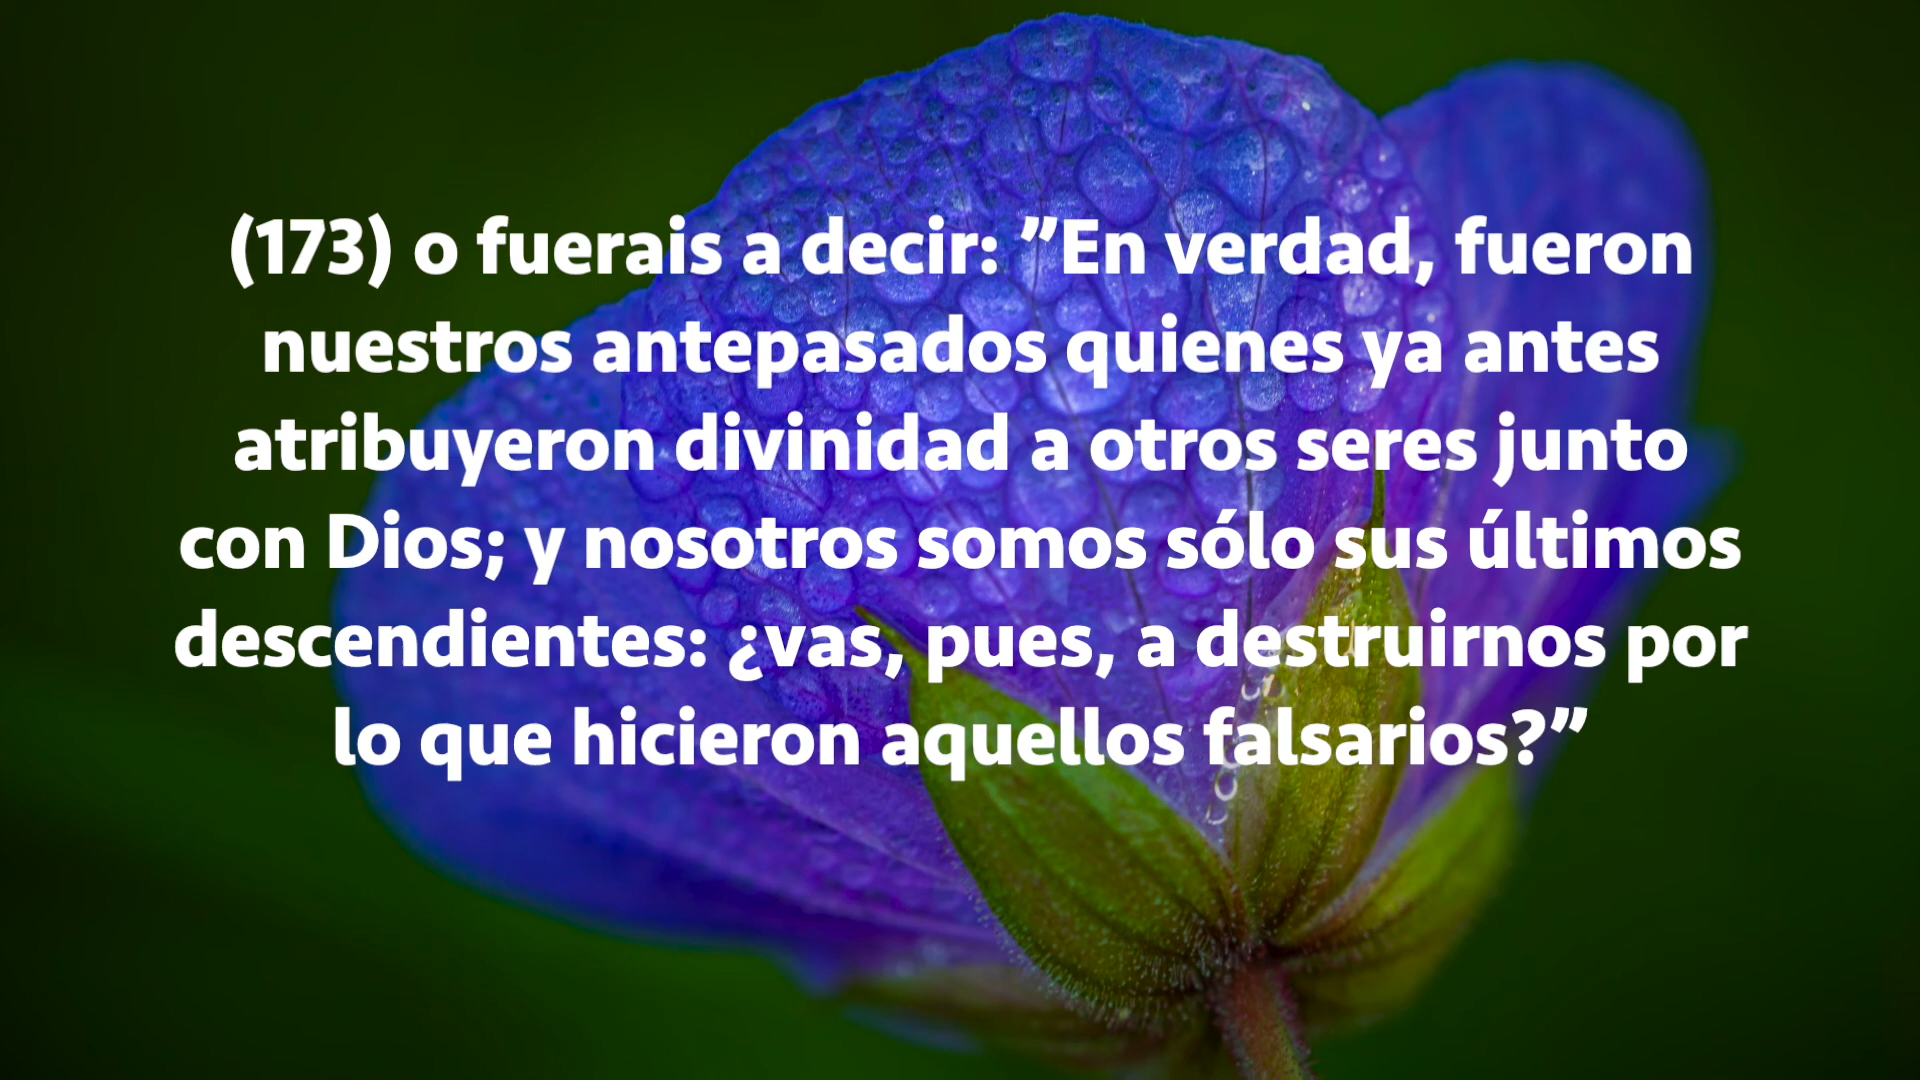 (173) o fuerais a decir: ”En verdad, fueron
nuestros antepasados quienes ya antes
atribuyeron divinidad a otros seres junto
con Dios; y nosotros somos sólo sus últimos
descendientes: ¿vas, pues, a destruirnos por
lo que hicieron aquellos falsarios?”